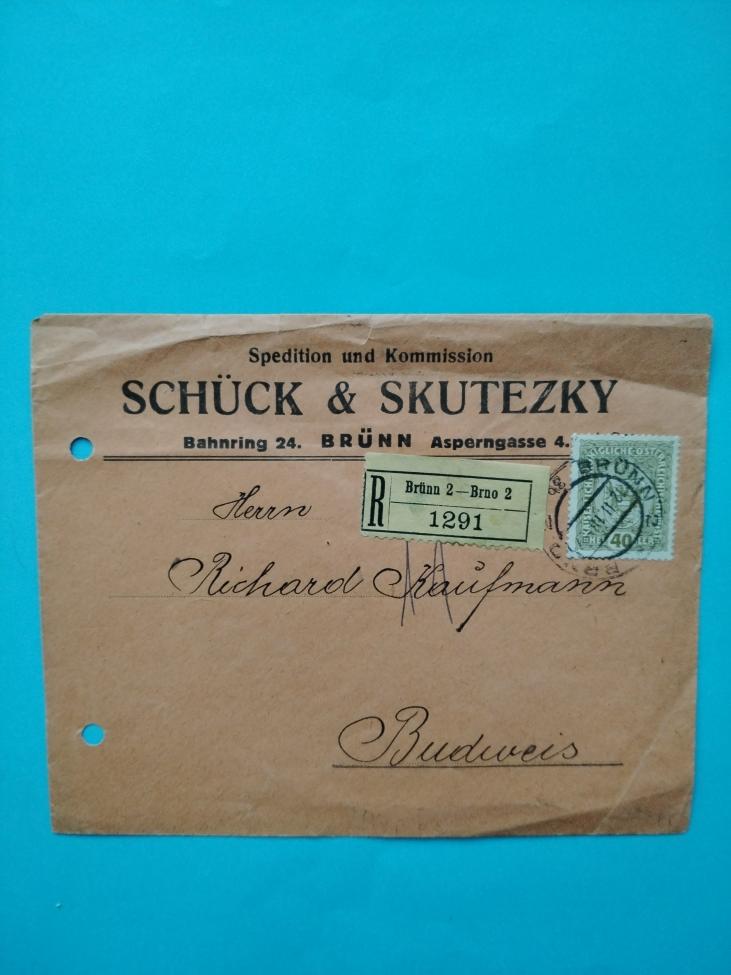 Spedition und Kommission
SCHÜCK & SKUTEZKY
Bahnring 24. BRÜNN Asperngasse 4.
R Brünn 2—Brno 2
1291
BRÜNN
40
Herrn
Richard Kaufmann
Budweis